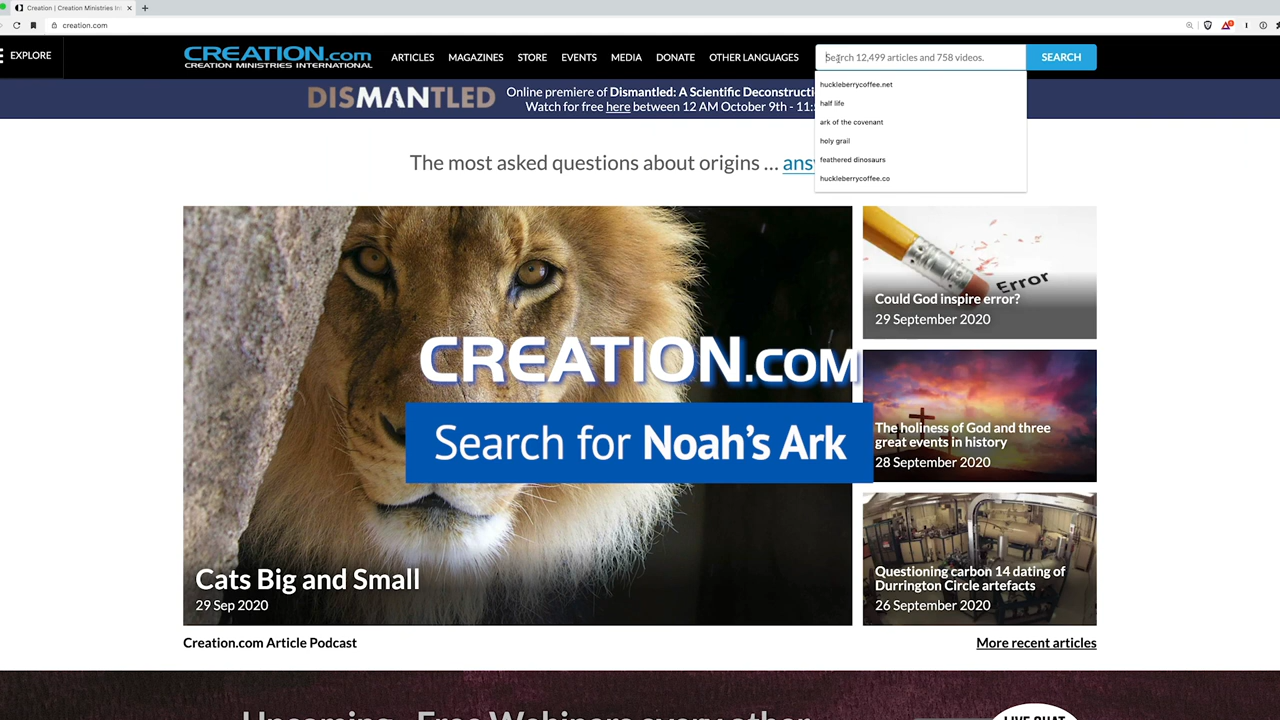 Creation | Creation Ministries Int
creation.com
EXPLORE
CREATION.com
CREATION MINISTRIES INTERNATIONAL
ARTICLES
MAGAZINES
STORE
EVENTS
MEDIA
DONATE
OTHER LANGUAGES
Search 12,499 articles and 758 videos.
SEARCH
huckleberrycoffee.net
half life
ark of the covenant
holy grail
feathered dinosaurs
huckleberrycoffee.co
DISMANTLED
Online premiere of Dismantled: A Scientific Deconstructi
Watch for free here between 12 AM October 9th - 11:
The most asked questions about origins ... ans
CREATION.COM
Search for Noah's Ark
Cats Big and Small
29 Sep 2020
Error
Could God inspire error?
29 September 2020
The holiness of God and three
great events in history
28 September 2020
Questioning carbon 14 dating of
Durrington Circle artefacts
26 September 2020
Creation.com Article Podcast
More recent articles
Upcoming - Free Webinars every other
LIVE CHAT